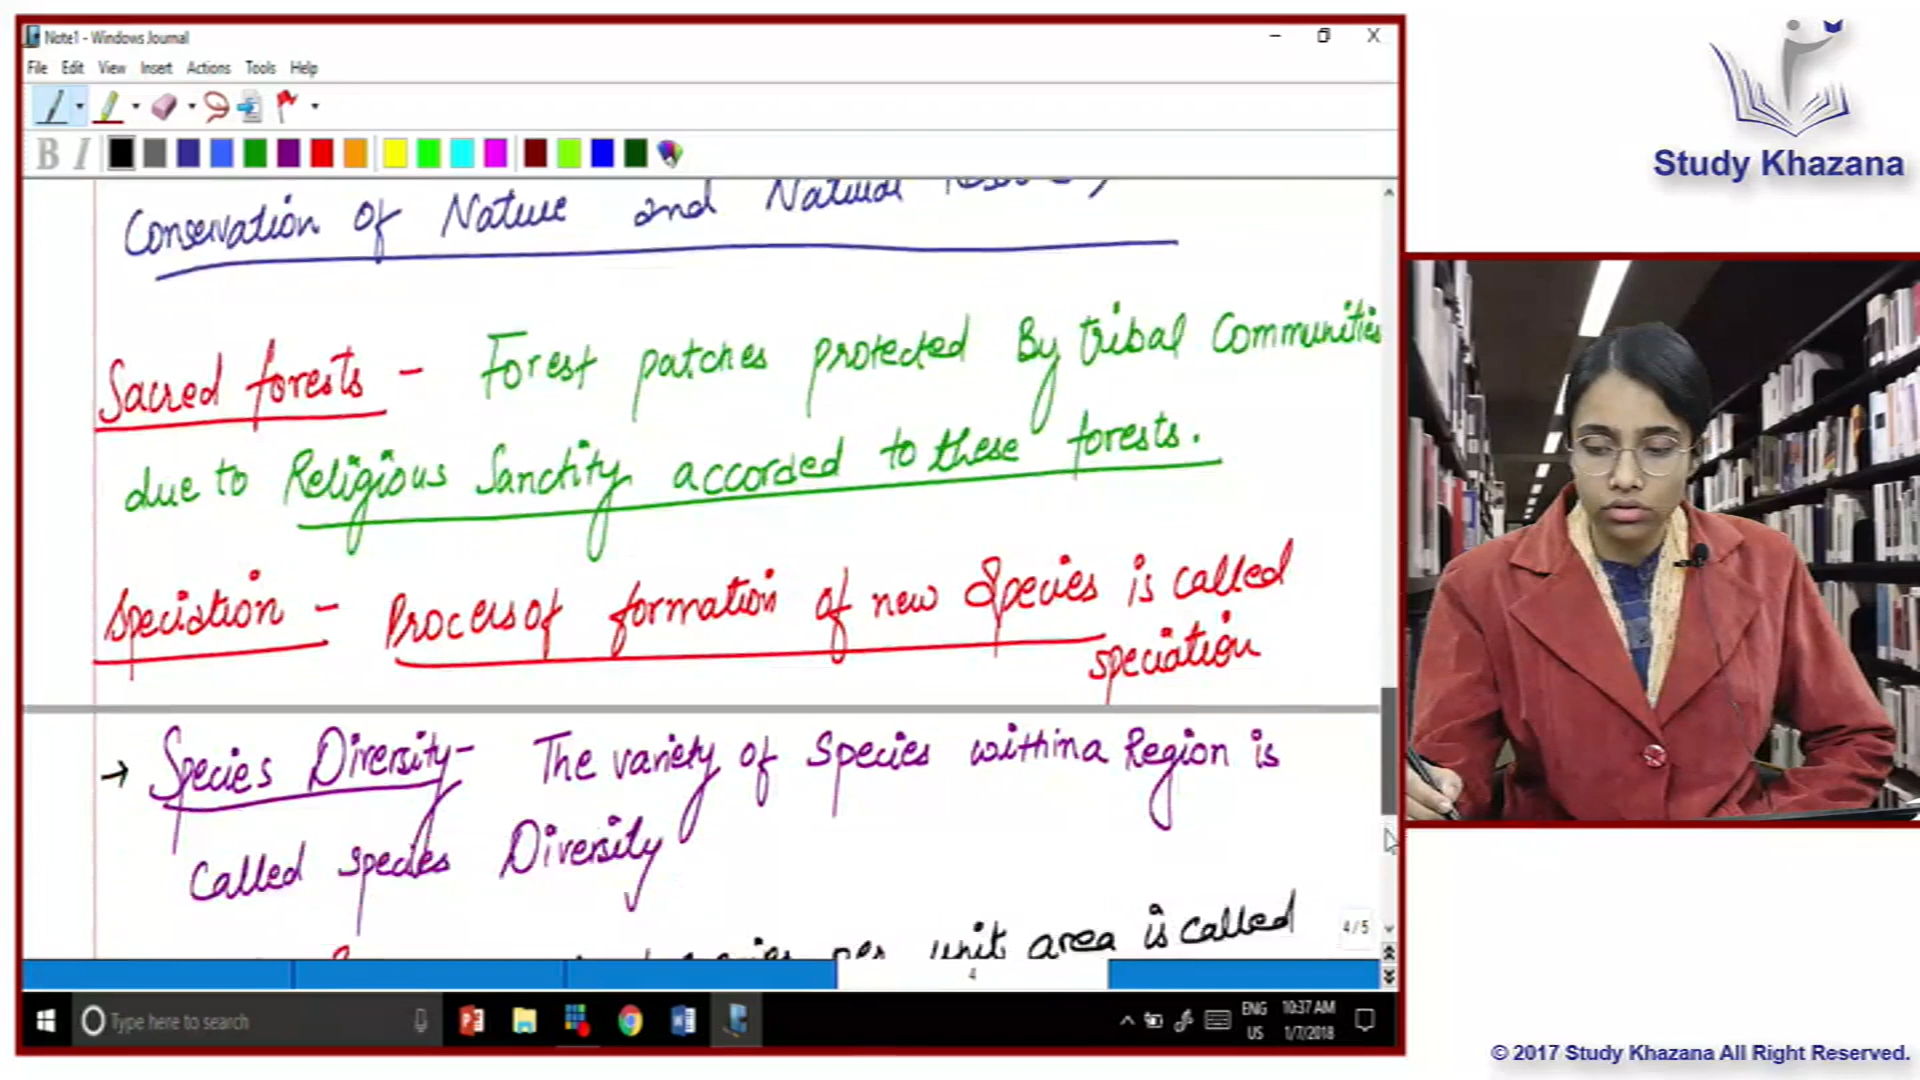 Note1 - Windows Journal
File Edit View Insert Actions Tools Help
B I
Study Khazana
Conservation of Nature and Natural
Sacred forests - Forest patches protected By tribal Communities
due to Religious Sanctity accorded to these forests.
Speciation - Process of formation of new Species is called
speciation
→ Species Diversity - The variety of Species within a Region is
called species Diversity
per unit area is called
4/5
4
Type here to search
ENG
US
10:37 AM
1/7/2018
© 2017 Study Khazana All Right Reserved.